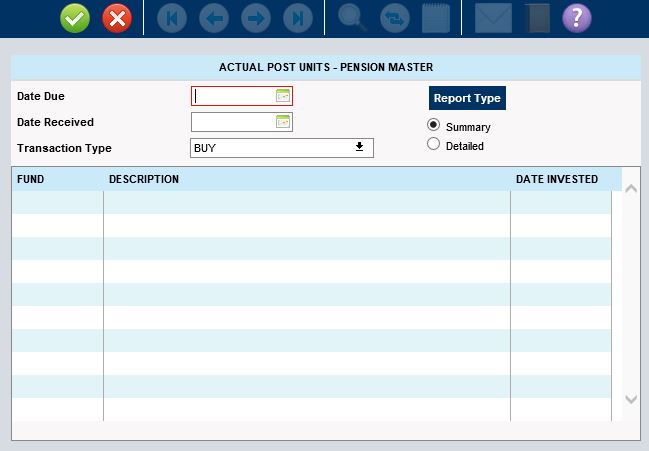 ?
ACTUAL POST UNITS - PENSION MASTER
Date Due
Report Type
Date Received
Summary
Transaction Type BUY
Detailed
FUND DESCRIPTION DATE INVESTED